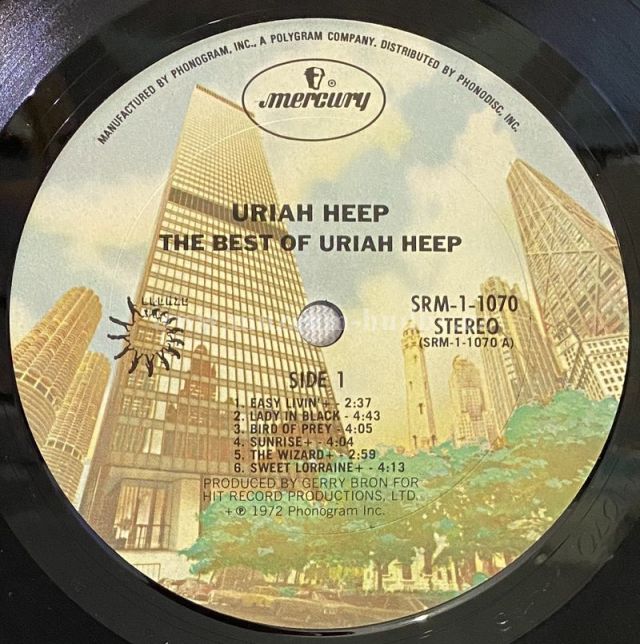 MANUFACTURED BY PHONOGRAM, INC., A POLYGRAM COMPANY. DISTRIBUTED BY PHONODISC, INC.
mercury ®
URIAH HEEP
THE BEST OF URIAH HEEP
SRM-1-1070
STEREO
(SRM-1-1070 A)
SIDE 1
1. EASY LIVIN'+ - 2:37
2. LADY IN BLACK - 4:43
3. BIRD OF PREY - 4:05
4. SUNRISE+ - 4:04
5. THE WIZARD+ - 2:59
6. SWEET LORRAINE+ - 4:13
PRODUCED BY GERRY BRON FOR
HIT RECORD PRODUCTIONS, LTD.
+℗ 1972 Phonogram Inc.